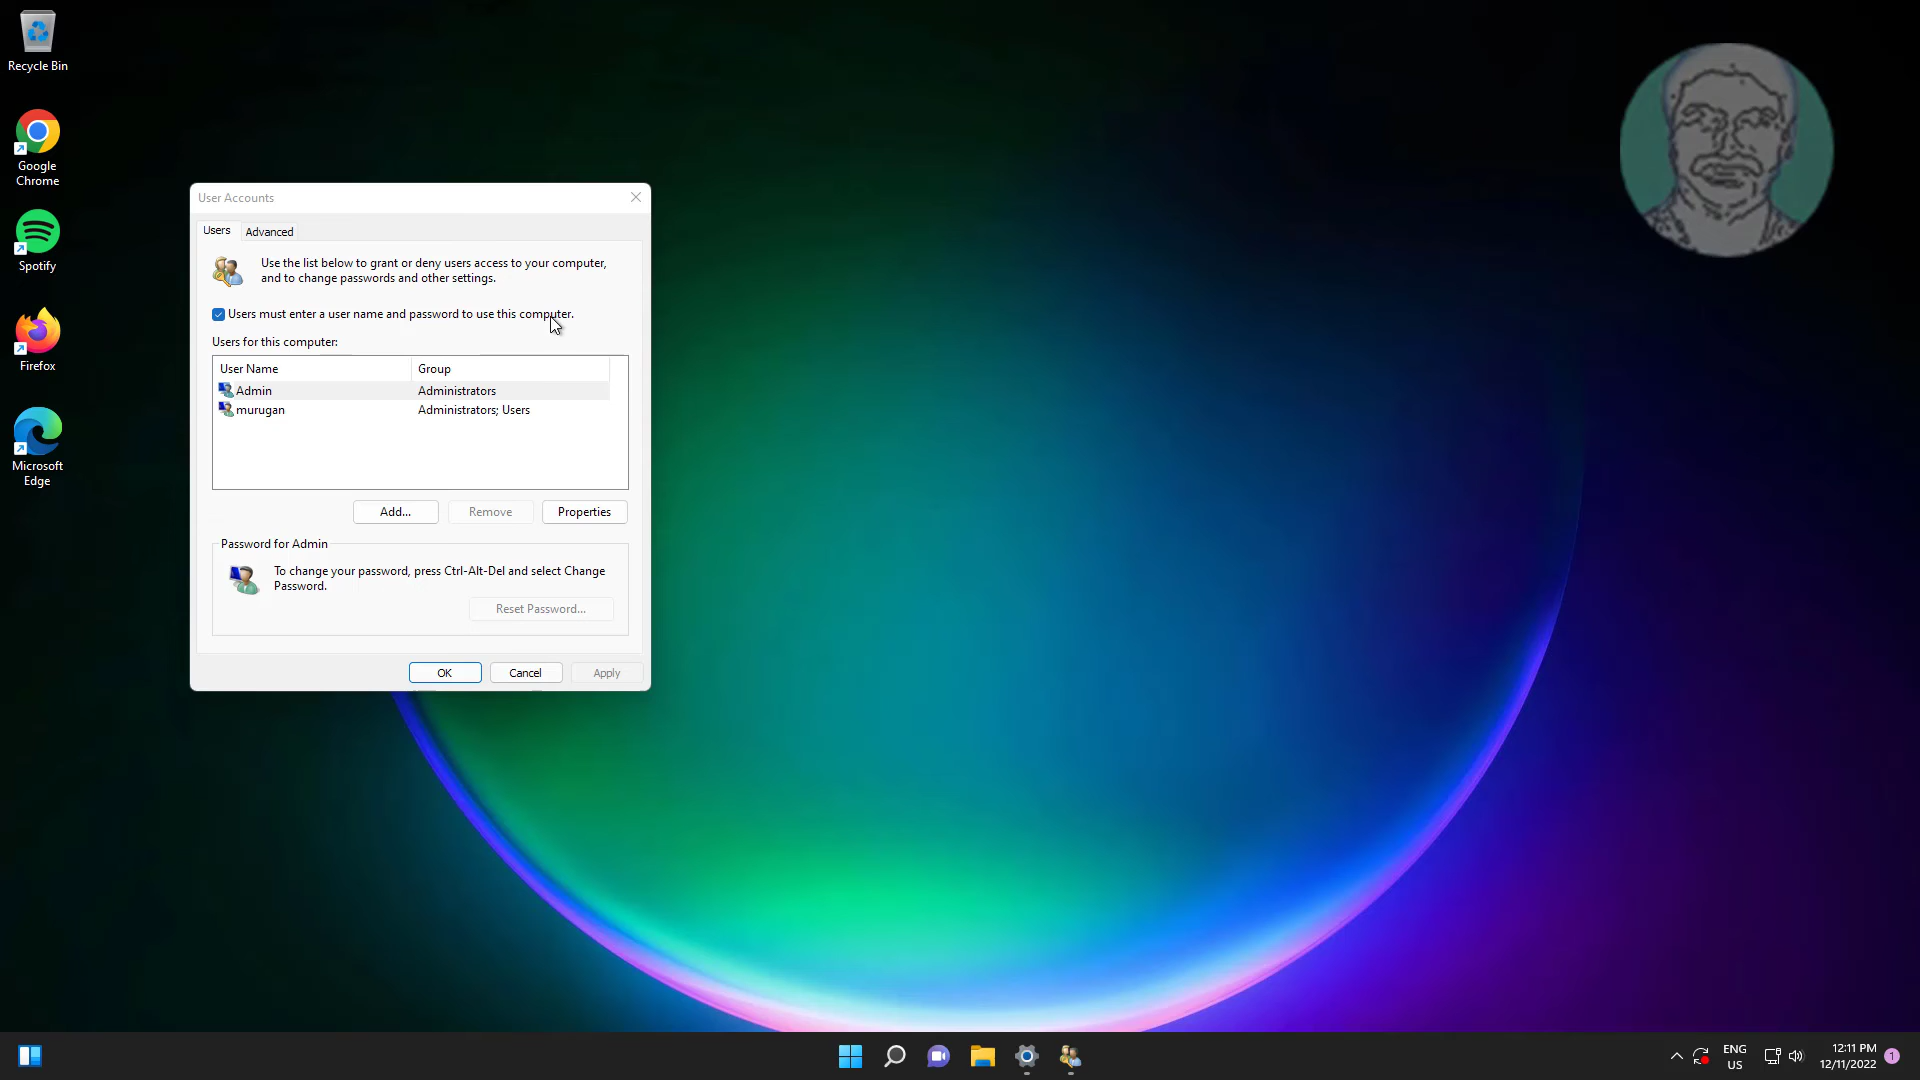 Recycle Bin
Google
Chrome
Spotify
Firefox
Microsoft
Edge
User Accounts
Users
Advanced
Use the list below to grant or deny users access to your computer,
and to change passwords and other settings.
Users must enter a user name and password to use this computer.
Users for this computer:
User Name Group
Admin Administrators
murugan Administrators; Users
Add... Remove Properties
Password for Admin
To change your password, press Ctrl-Alt-Del and select Change
Password.
Reset Password...
OK Cancel Apply
ENG
US
12:11 PM
12/11/2022
1